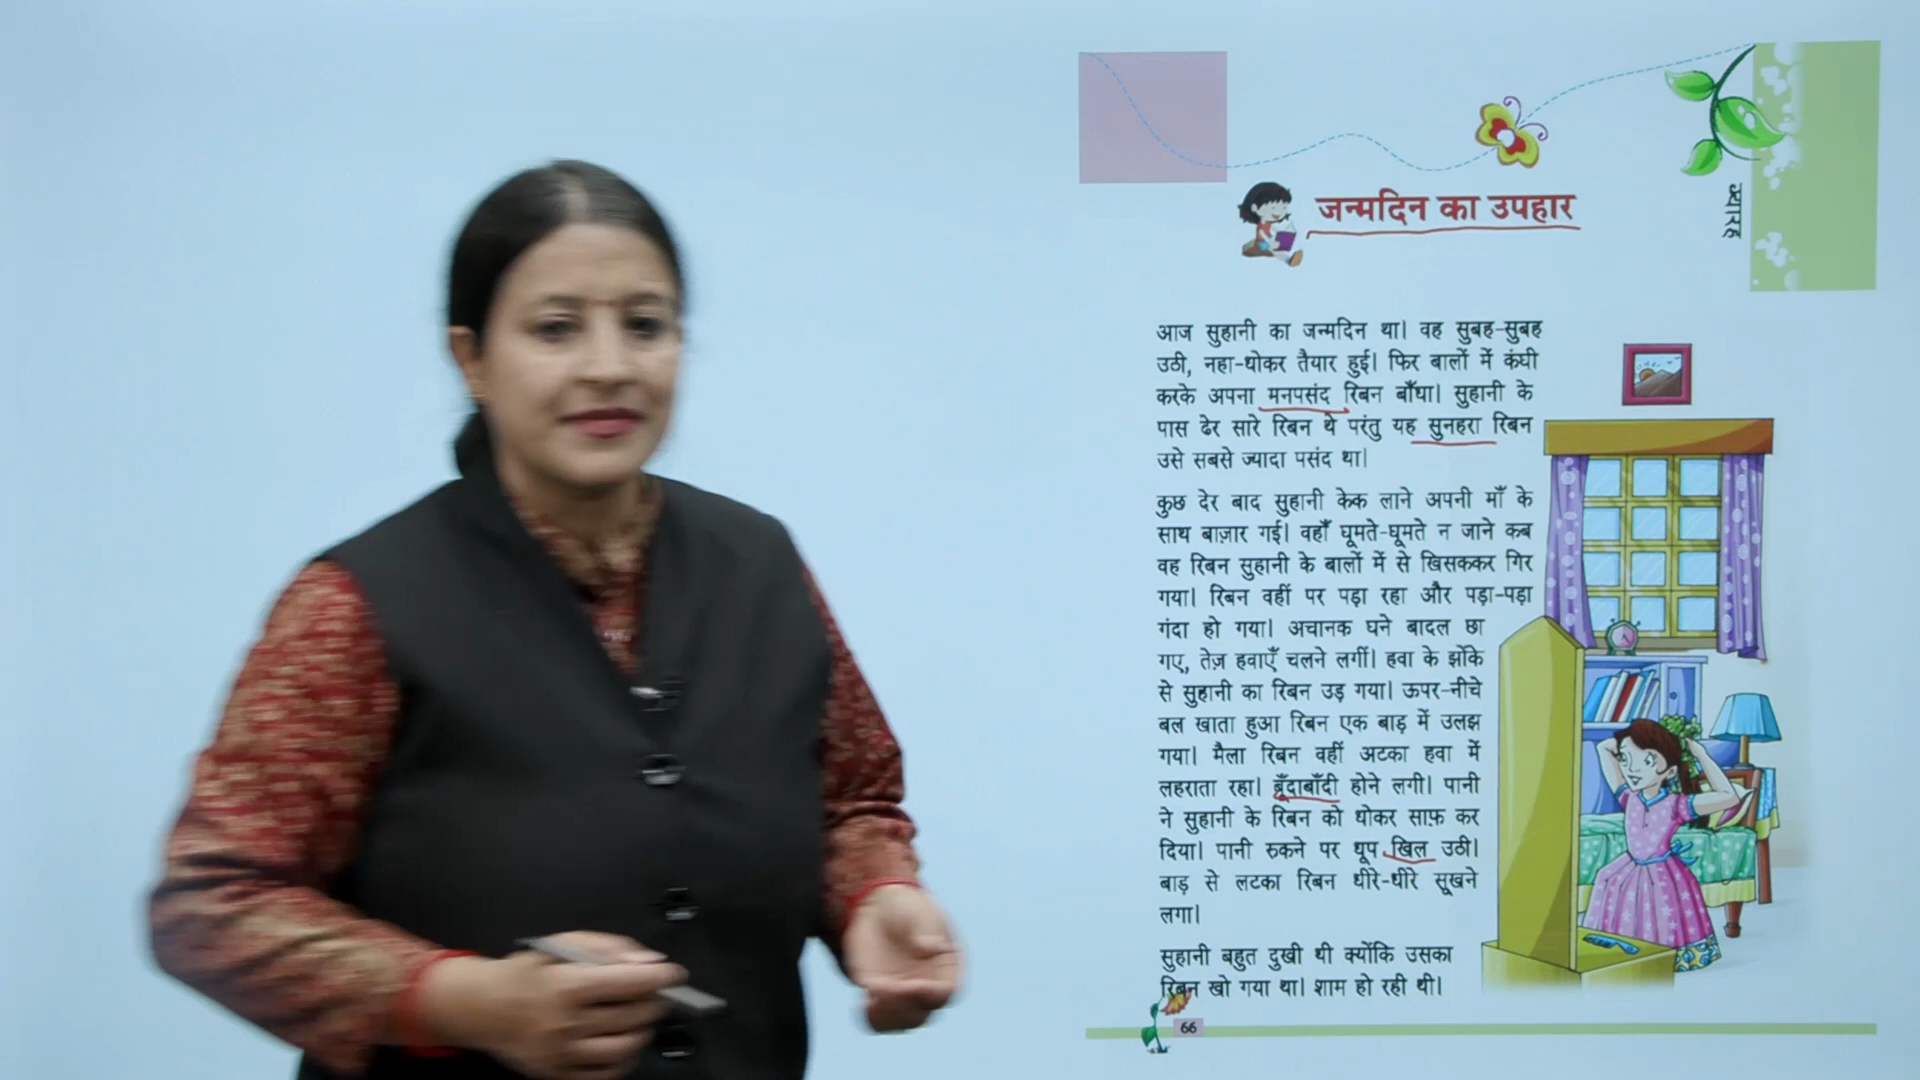 ग्यारह
जन्मदिन का उपहार
आज सुहानी का जन्मदिन था। वह सुबह-सुबह
उठी, नहा-धोकर तैयार हुई। फिर बालों में कंघी
करके अपना मनपसंद रिबन बाँधा। सुहानी के
पास ढेर सारे रिबन थे परंतु यह सुनहरा रिबन
उसे सबसे ज्यादा पसंद था।
कुछ देर बाद सुहानी केक लाने अपनी माँ के
साथ बाज़ार गई। वहाँ घूमते-घूमते न जाने कब
वह रिबन सुहानी के बालों में से खिसककर गिर
गया। रिबन वहीं पर पड़ा रहा और पड़ा-पड़ा
गंदा हो गया। अचानक घने बादल छा
गए, तेज़ हवाएँ चलने लगीं। हवा के झोंके
से सुहानी का रिबन उड़ गया। ऊपर-नीचे
बल खाता हुआ रिबन एक बाड़ में उलझ
गया। मैला रिबन वहीं अटका हवा में
लहराता रहा। बूँदाबाँदी होने लगी। पानी
ने सुहानी के रिबन को धोकर साफ़ कर
दिया। पानी रुकने पर धूप खिल उठी।
बाड़ से लटका रिबन धीरे-धीरे सूखने
लगा।
सुहानी बहुत दुखी थी क्योंकि उसका
रिबन खो गया था। शाम हो रही थी।
66